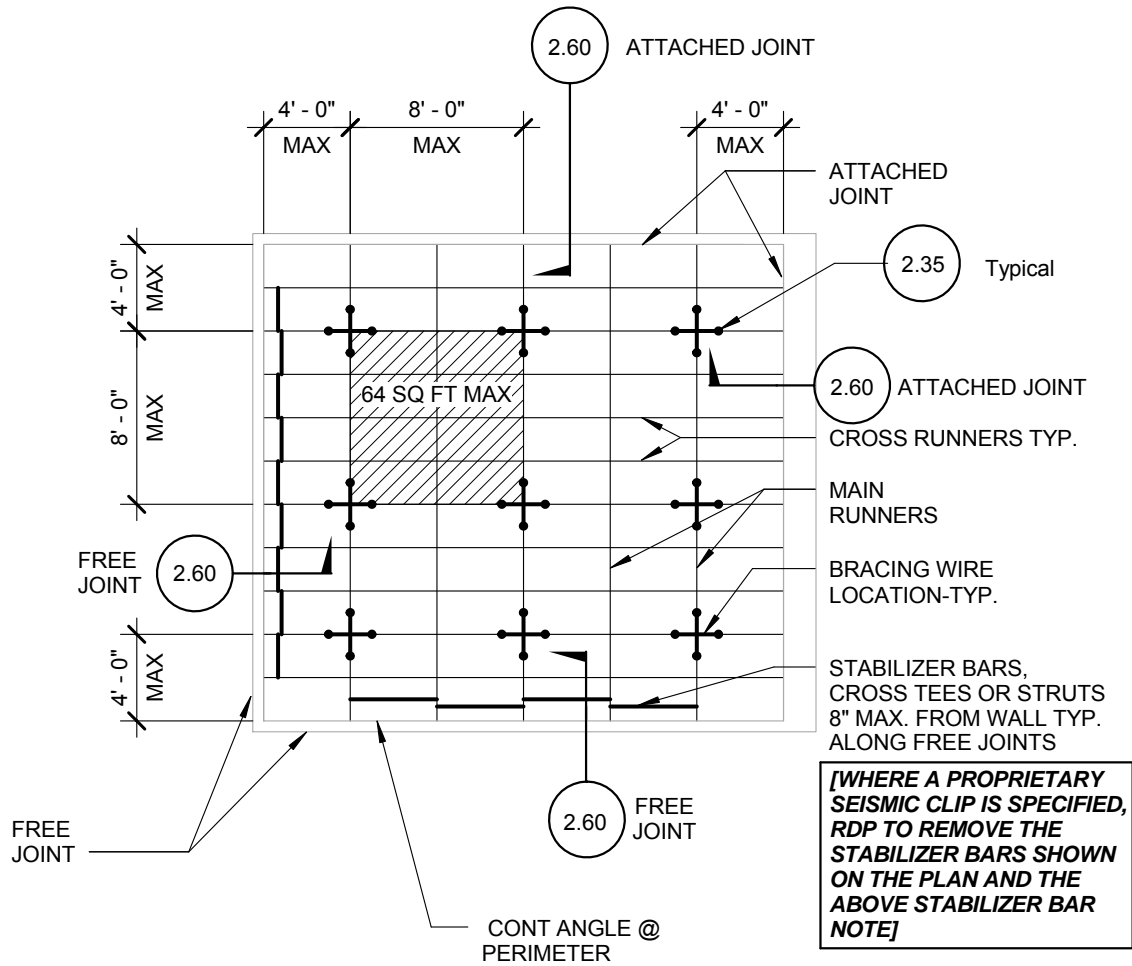 2.60
ATTACHED JOINT
4' - 0"
MAX
8' - 0"
MAX
4' - 0"
MAX
ATTACHED
JOINT
2.35
Typical
4' - 0"
MAX
64 SQ FT MAX
2.60
ATTACHED JOINT
8' - 0"
MAX
CROSS RUNNERS TYP.
MAIN
RUNNERS
FREE
JOINT
2.60
BRACING WIRE
LOCATION-TYP.
4' - 0"
MAX
STABILIZER BARS,
CROSS TEES OR STRUTS
8" MAX. FROM WALL TYP.
ALONG FREE JOINTS
[WHERE A PROPRIETARY
SEISMIC CLIP IS SPECIFIED,
RDP TO REMOVE THE
STABILIZER BARS SHOWN
ON THE PLAN AND THE
ABOVE STABILIZER BAR
NOTE]
2.60
FREE
JOINT
FREE
JOINT
CONT ANGLE @
PERIMETER